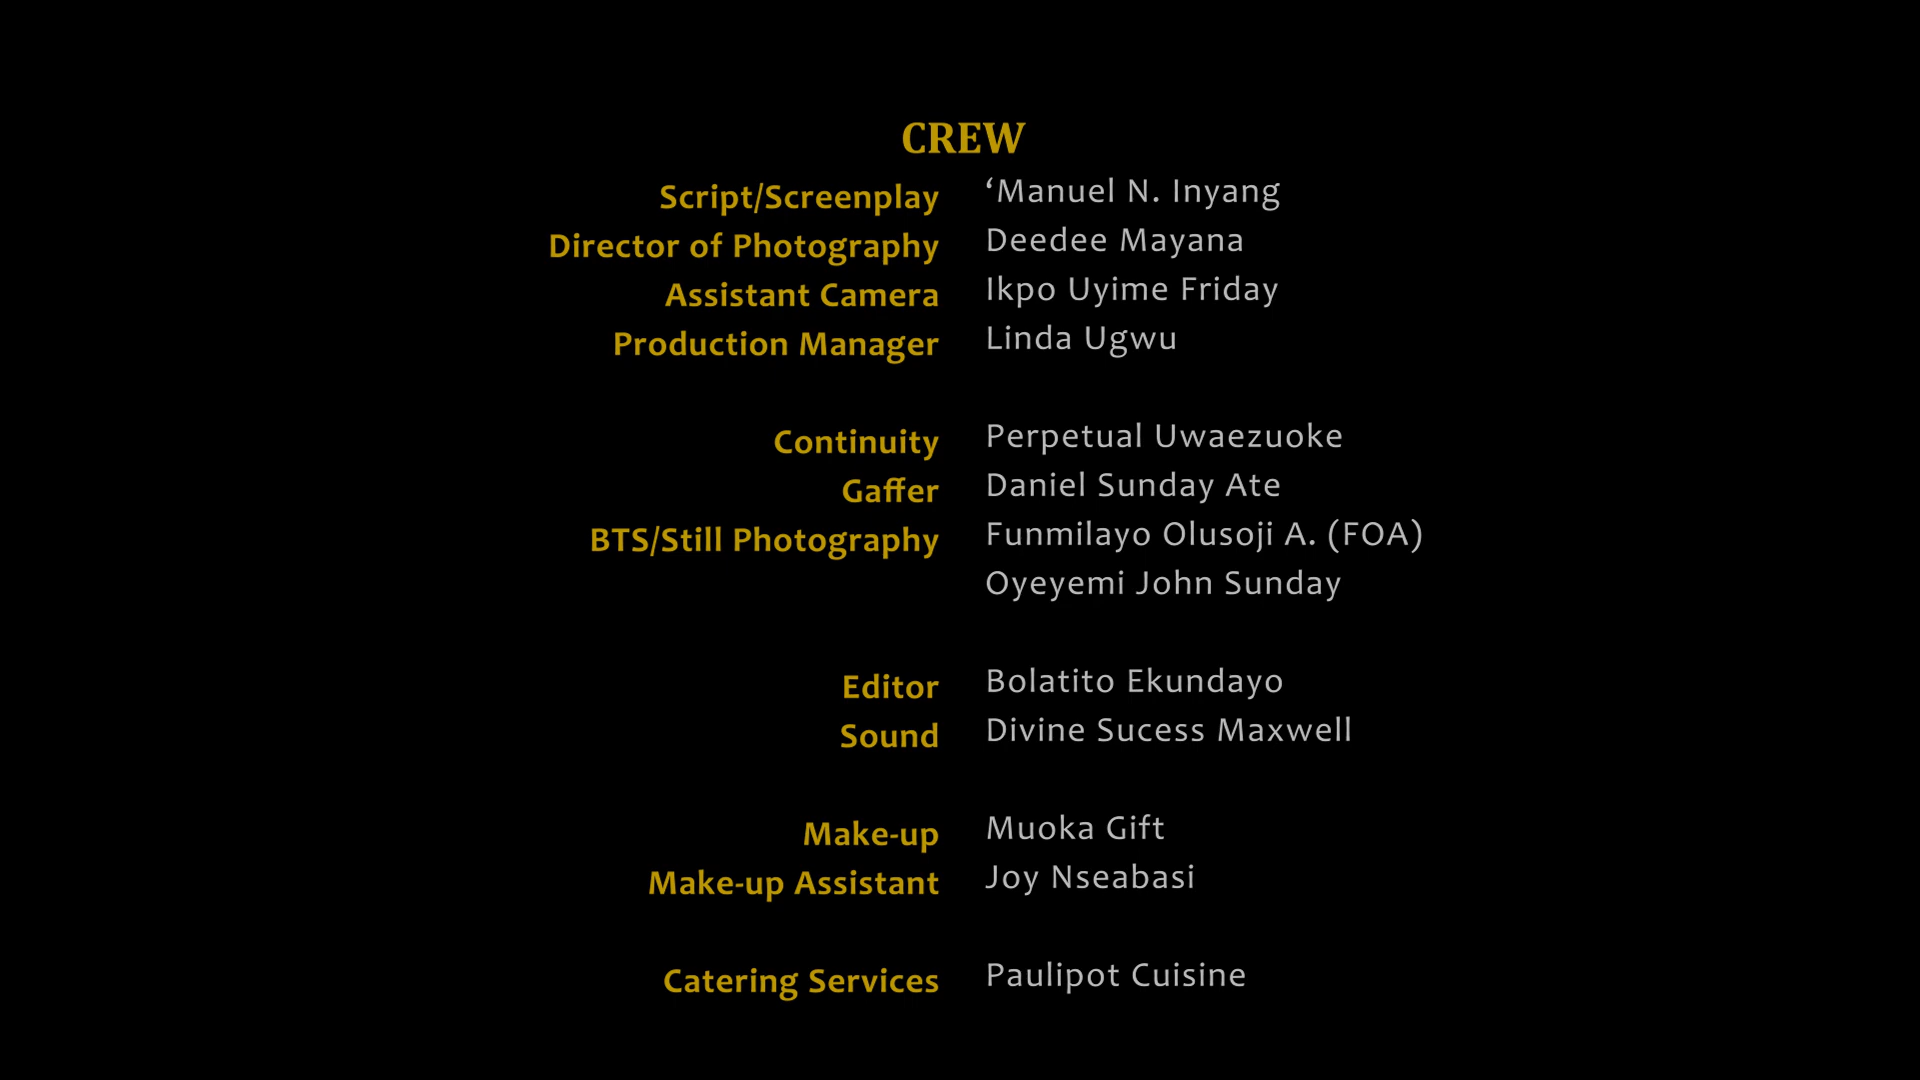 CREW
Script/Screenplay ‘Manuel N. Inyang
Director of Photography Deedee Mayana
Assistant Camera Ikpo Uyime Friday
Production Manager Linda Ugwu
Continuity Perpetual Uwaezuoke
Gaffer Daniel Sunday Ate
BTS/Still Photography Funmilayo Olusoji A. (FOA)
Oyeyemi John Sunday
Editor Bolatito Ekundayo
Sound Divine Sucess Maxwell
Make-up Muoka Gift
Make-up Assistant Joy Nseabasi
Catering Services Paulipot Cuisine